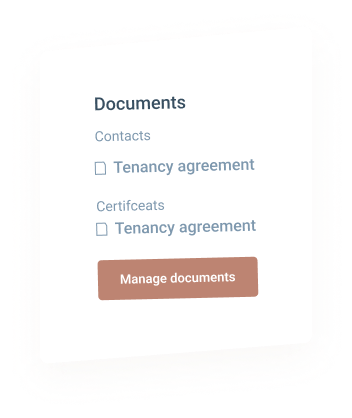 Documents
Contacts
Tenancy agreement
Certifceats
Tenancy agreement
Manage documents